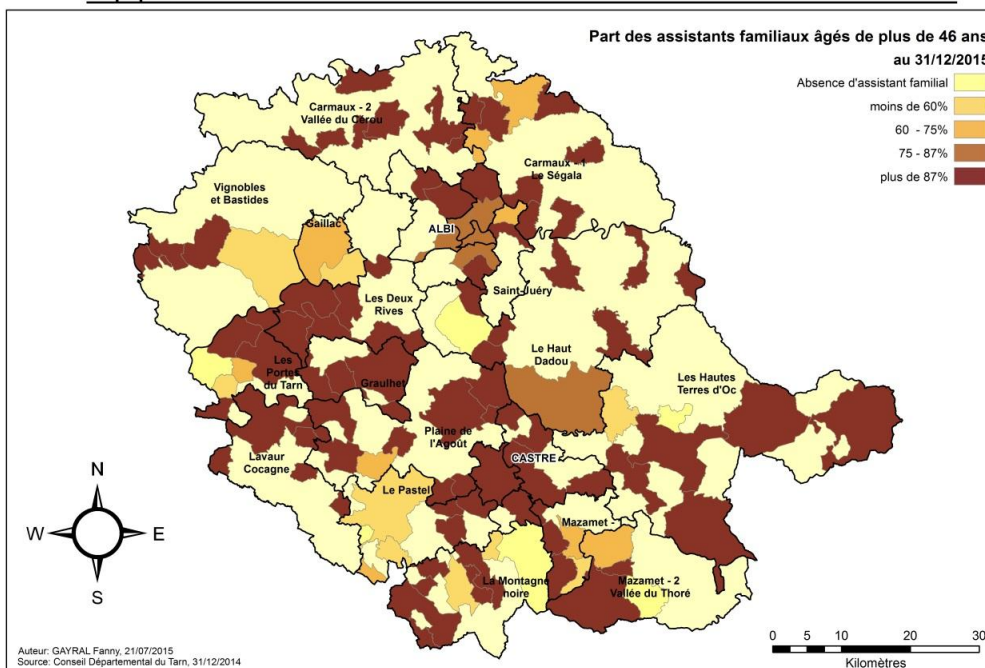 Part des assistants familiaux âgés de plus de 46 ans
au 31/12/2015
Absence d'assistant familial
moins de 60%
60 - 75%
75 - 87%
plus de 87%
Carmaux - 2
Vallée du Cérou
Carmaux - 1
Le Ségala
Vignobles
et Bastides
Gaillac
ALBI
Saint-Juéry
Les Deux
Rives
Le Haut
Dadou
Les Hautes
Terres d'Oc
Les
Portes
du Tarn
Graulhet
Plaine de
l'Agoût
Lavaur
Cocagne
CASTRE
Le Pastel
Mazamet -
La Montagne
noire
Mazamet - 2
Vallée du Thoré
N
W
E
S
Auteur: GAYRAL Fanny, 21/07/2015
Source: Conseil Départemental du Tarn, 31/12/2014
0 5 10 20 30
Kilomètres